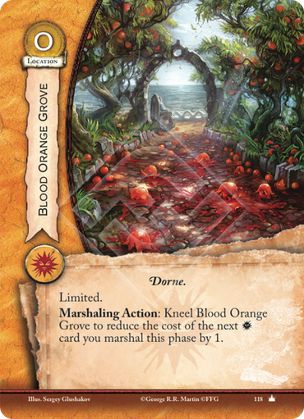 0
Location
Blood Orange Grove
Dorne.
Limited.
Marshaling Action: Kneel Blood Orange
Grove to reduce the cost of the next
card you marshal this phase by 1.
Illus. Sergey Glushakov
©George R.R. Martin ©FFG
118